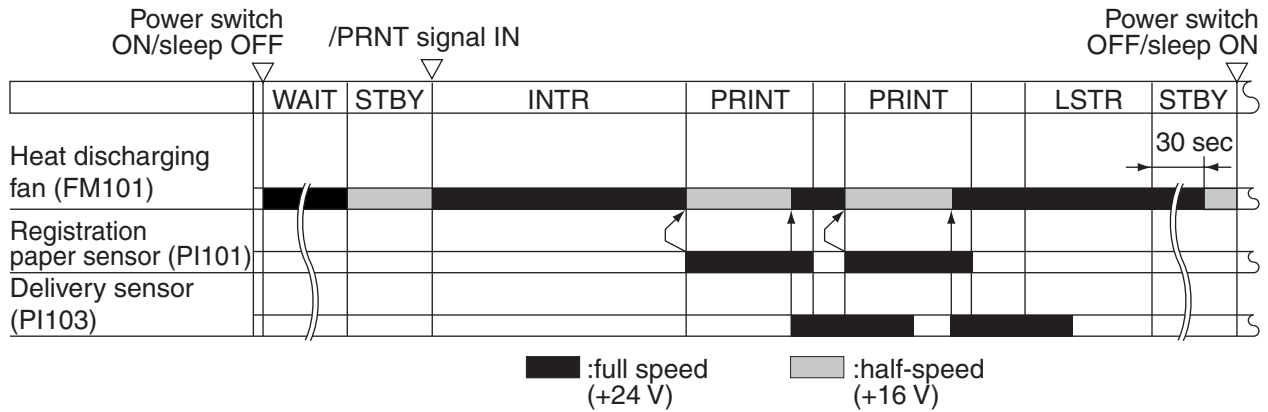 Power switch
ON/sleep OFF
/PRNT signal IN
Power switch
OFF/sleep ON
WAIT STBY INTR PRINT PRINT LSTR STBY
30 sec
Heat discharging
fan (FM101)
Registration
paper sensor (PI101)
Delivery sensor
(PI103)
:full speed
(+24 V)
:half-speed
(+16 V)